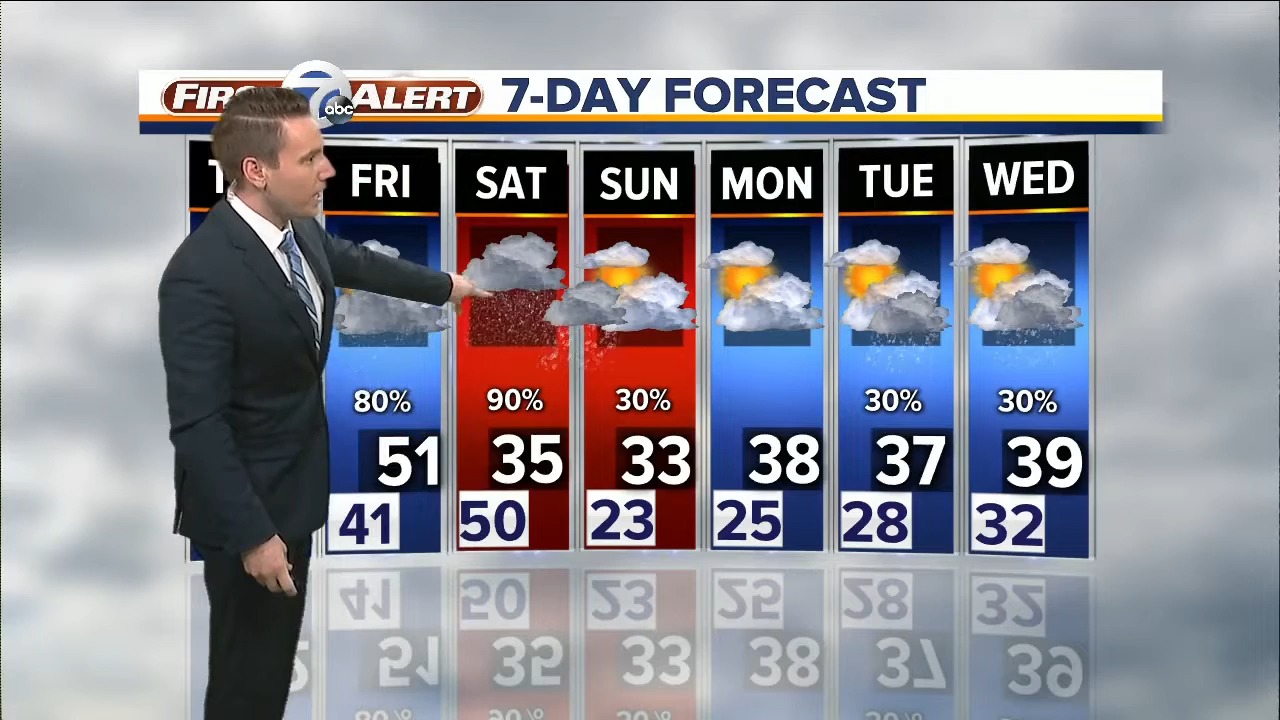 FIRST 7 ALERT 7-DAY FORECAST
abc
FRI SAT SUN MON TUE WED
80% 90% 30% 30% 30%
51 35 33 38 37 39
41 50 23 25 28 32